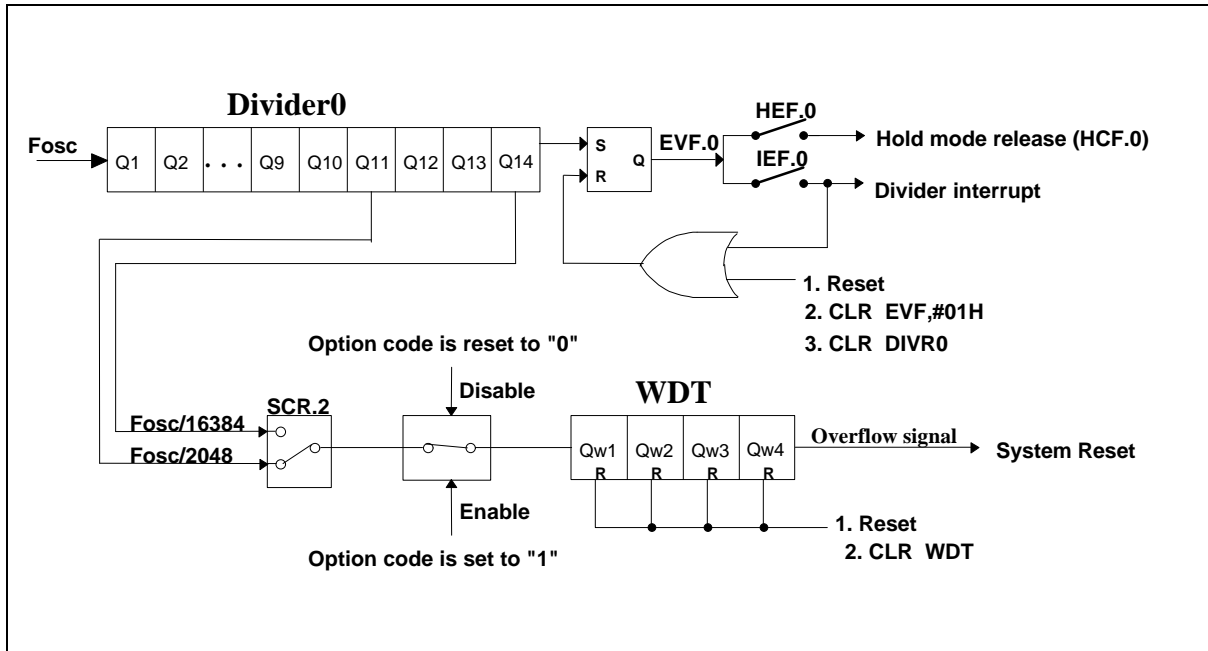 Divider0
Fosc
Q1 Q2 . . . Q9 Q10 Q11 Q12 Q13 Q14
S
R
Q
EVF.0
HEF.0
Hold mode release (HCF.0)
IEF.0
Divider interrupt
1. Reset
2. CLR EVF,#01H
3. CLR DIVR0
Option code is reset to "0"
Disable
WDT
SCR.2
Fosc/16384
Fosc/2048
Qw1 Qw2 Qw3 Qw4
R R R R
Overflow signal
System Reset
Enable
Option code is set to "1"
1. Reset
2. CLR WDT